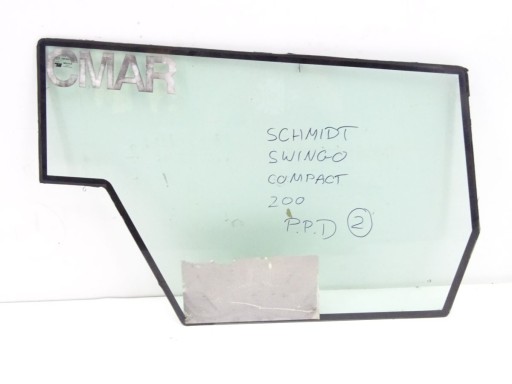 OMAR
SCHMIDT
SWINGO
COMPACT
200
P.P.D 2